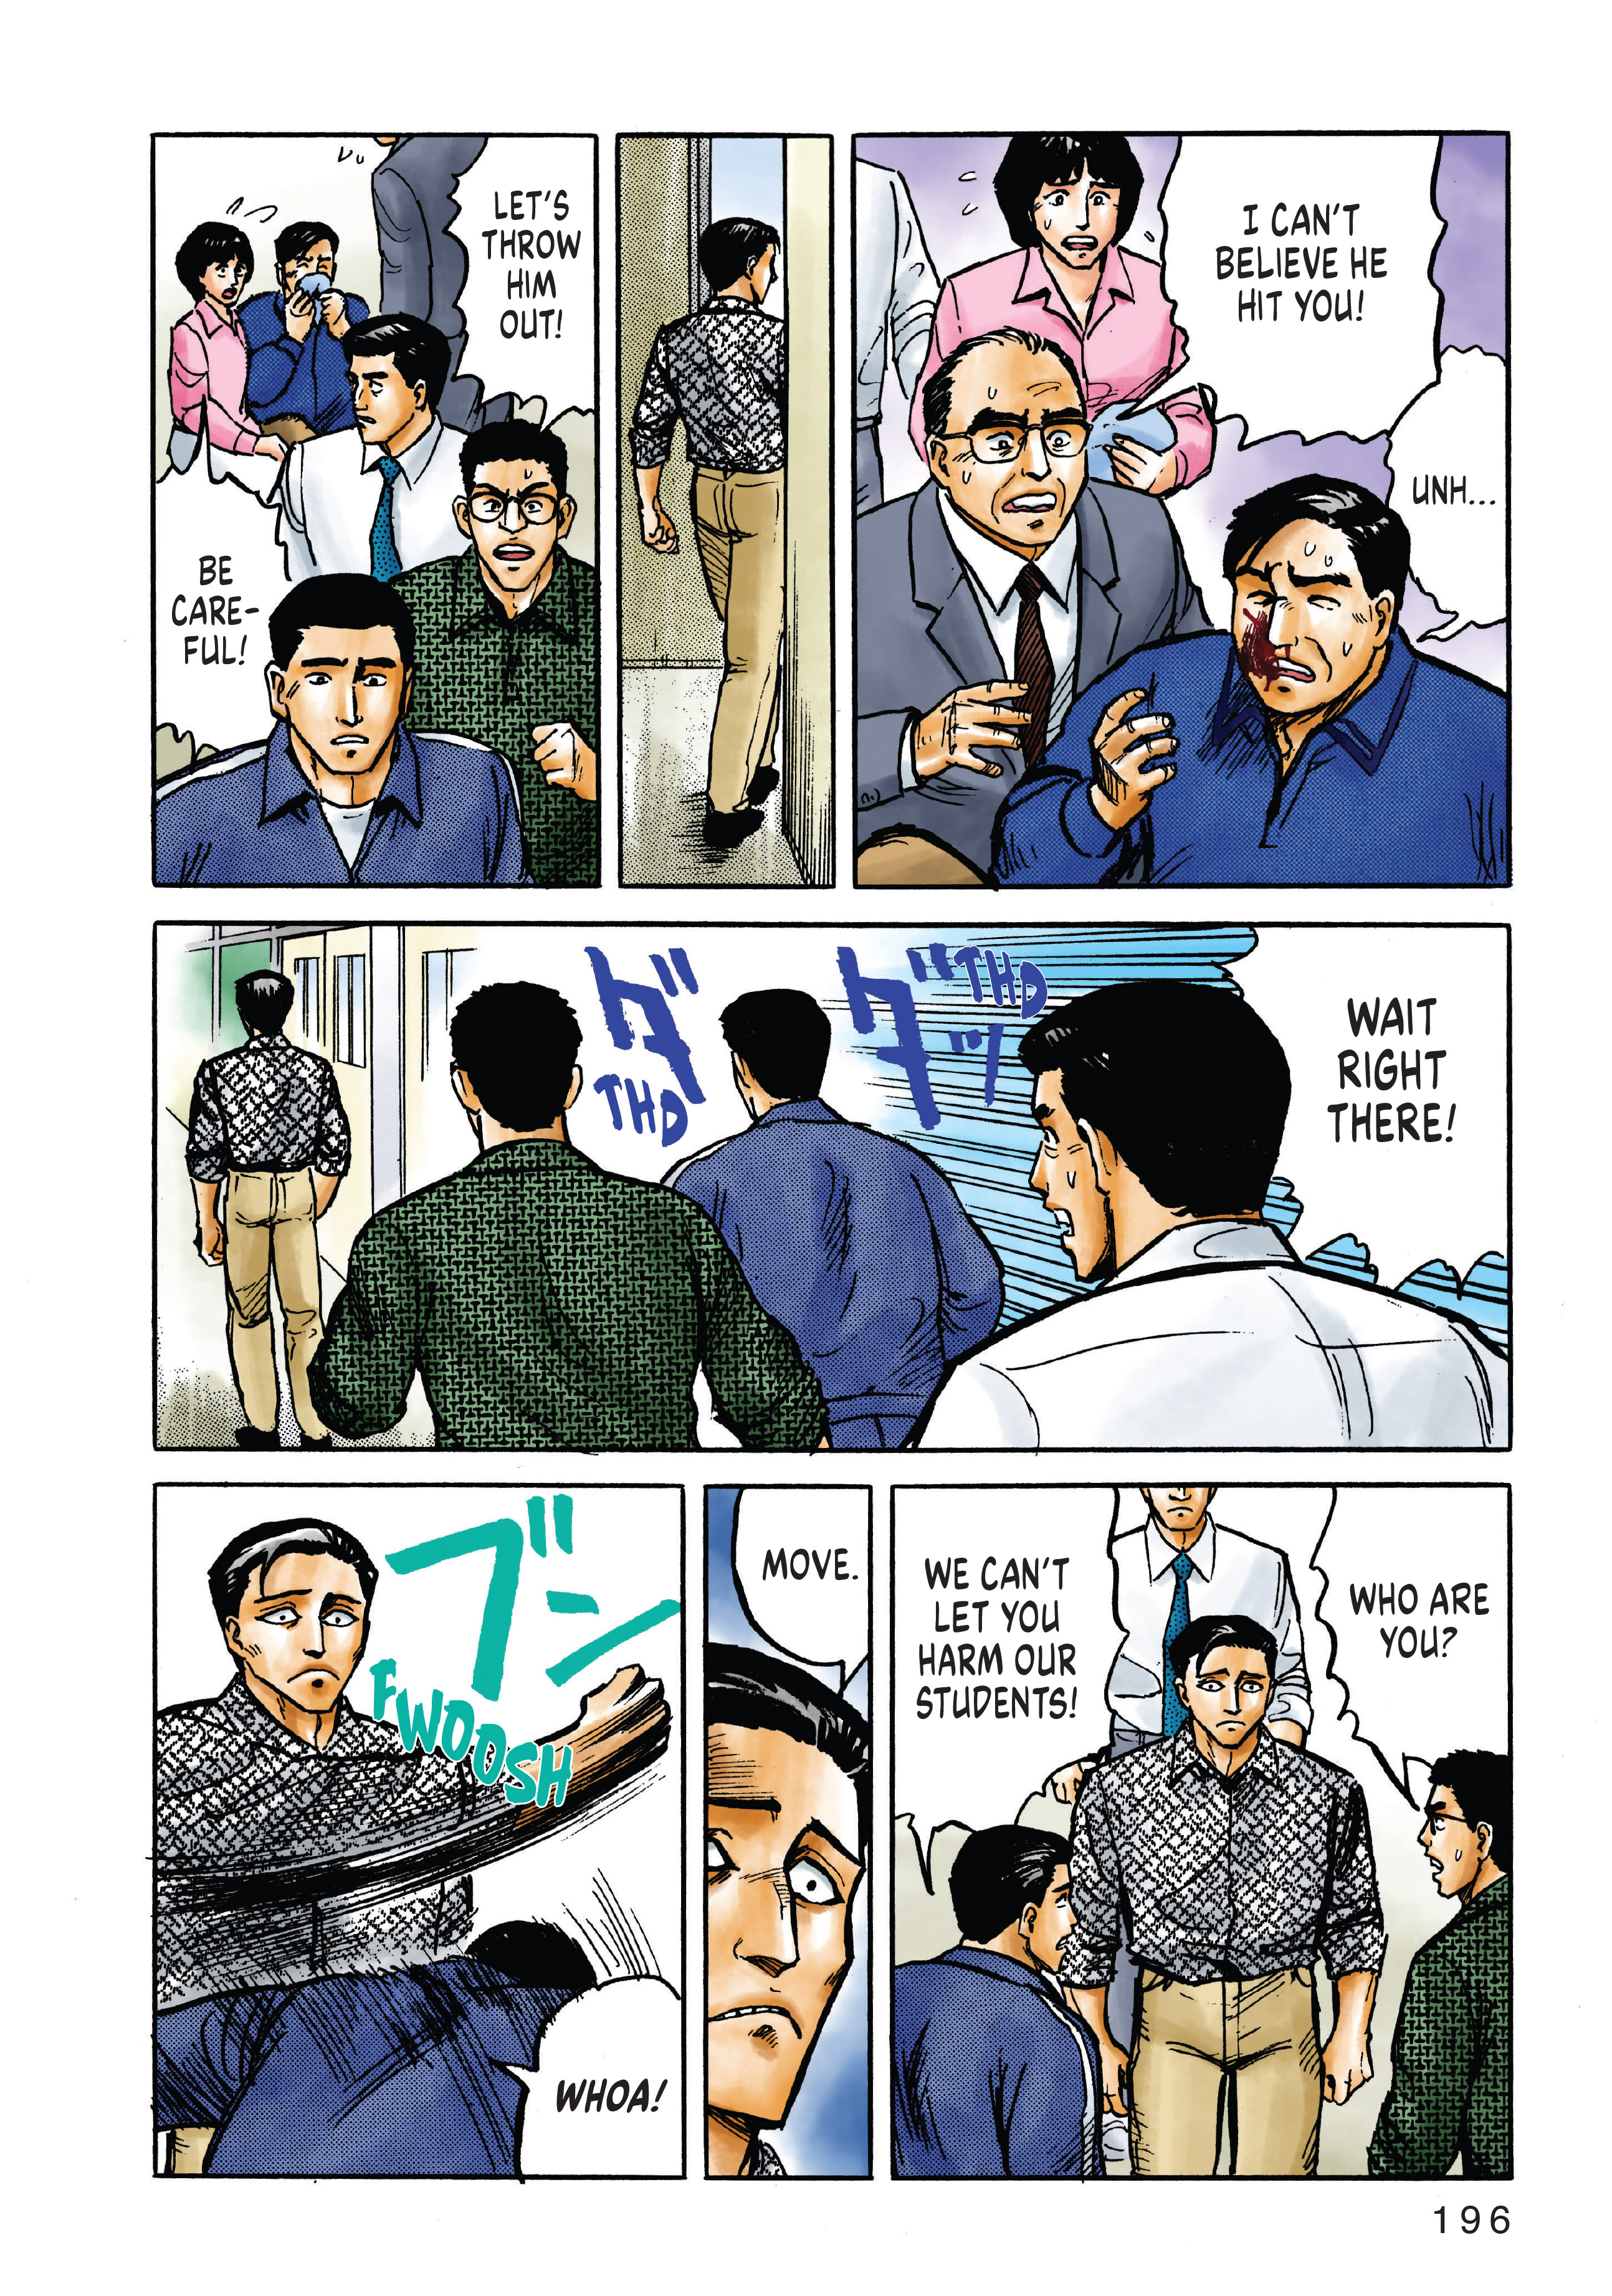 I CAN'T
BELIEVE HE
HIT YOU!
UNH...
LET'S
THROW
HIM
OUT!
BE
CARE-
FUL!
WAIT
RIGHT
THERE!
ダダッ
THD
THD
WHO ARE
YOU?
WE CAN'T
LET YOU
HARM OUR
STUDENTS!
MOVE.
ブン
FWOOSH
WHOA!
196